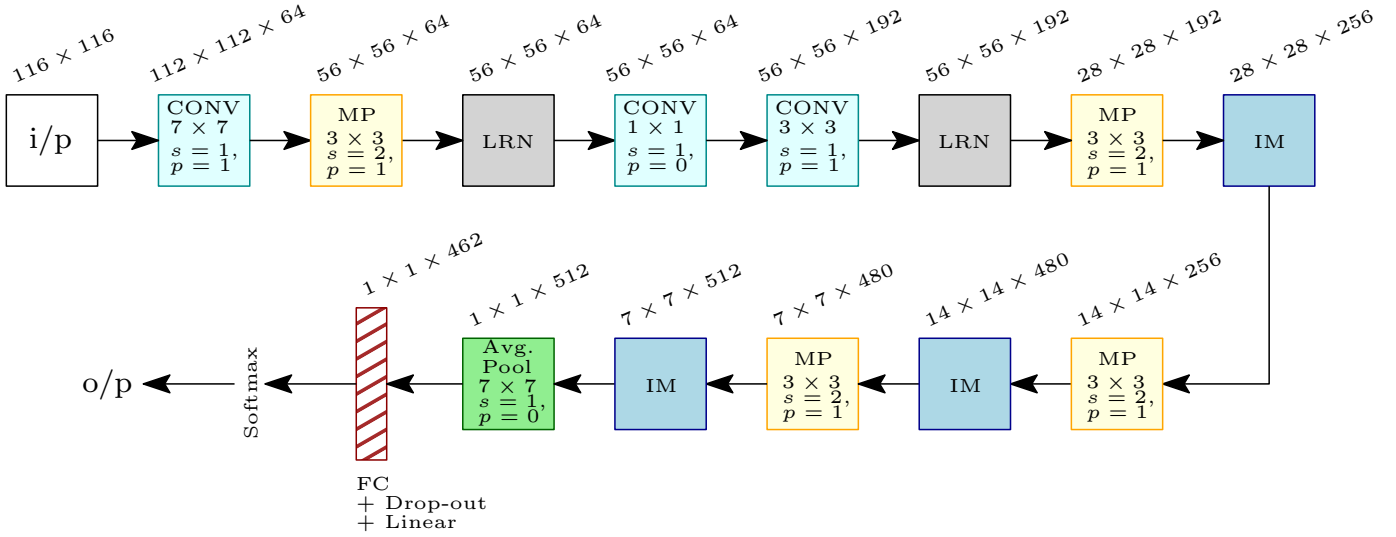 116 × 116
112 × 112 × 64
56 × 56 × 64
56 × 56 × 64
56 × 56 × 64
56 × 56 × 192
56 × 56 × 192
28 × 28 × 192
28 × 28 × 256
i/p
CONV
7 × 7
s = 1,
p = 1
MP
3 × 3
s = 2,
p = 1
LRN
CONV
1 × 1
s = 1,
p = 0
CONV
3 × 3
s = 1,
p = 1
LRN
MP
3 × 3
s = 2,
p = 1
IM
1 × 1 × 462
1 × 1 × 512
7 × 7 × 512
7 × 7 × 480
14 × 14 × 480
14 × 14 × 256
o/p
Softmax
Avg.
Pool
7 × 7
s = 1,
p = 0
IM
MP
3 × 3
s = 2,
p = 1
IM
MP
3 × 3
s = 2,
p = 1
FC
+ Drop-out
+ Linear